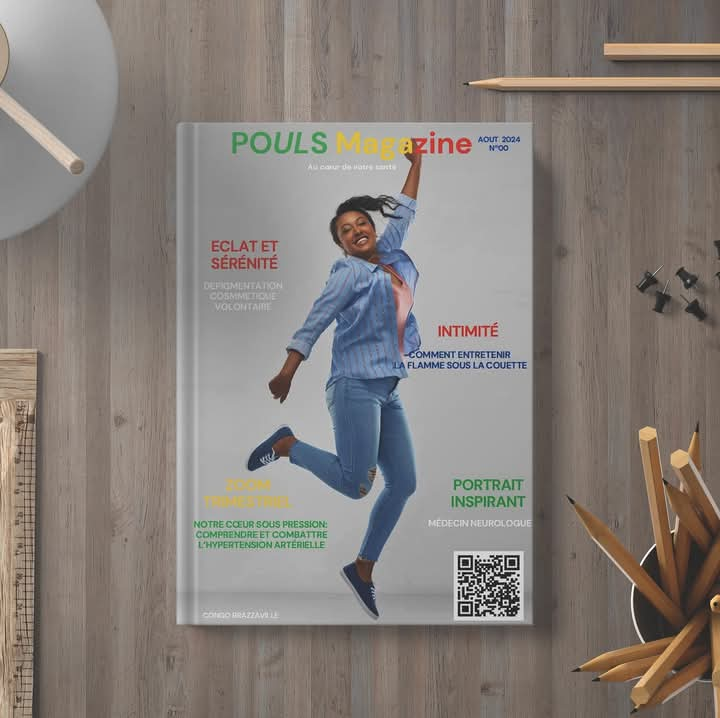 POULS Magazine
AOUT 2024
N°00
Au cœur de votre santé
ECLAT ET
SÉRÉNITÉ
DEPIGMENTATION
COSMMETIQUE
VOLONTAIRE
INTIMITÉ
-COMMENT ENTRETENIR
LA FLAMME SOUS LA COUETTE
ZOOM
TRIMESTRIEL
NOTRE CŒUR SOUS PRESSION:
COMPRENDRE ET COMBATTRE
L'HYPERTENSION ARTÉRIELLE
PORTRAIT
INSPIRANT
MÉDECIN NEUROLOGUE
CONGO BRAZZAVILLE